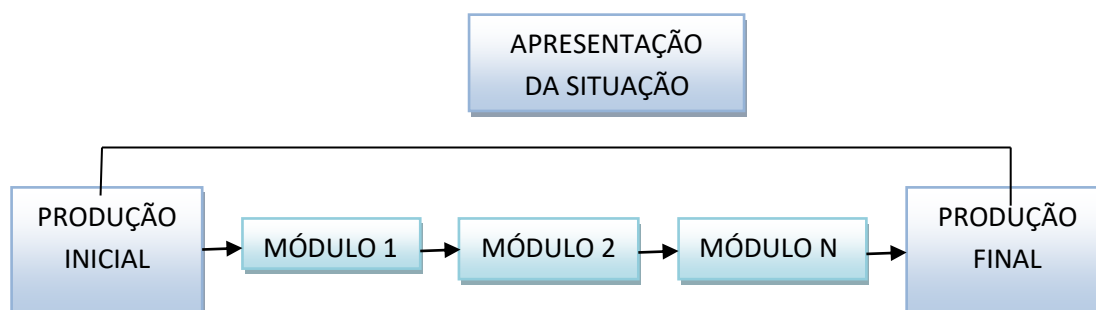 APRESENTAÇÃO
DA SITUAÇÃO
PRODUÇÃO
INICIAL
MÓDULO 1
MÓDULO 2
MÓDULO N
PRODUÇÃO
FINAL